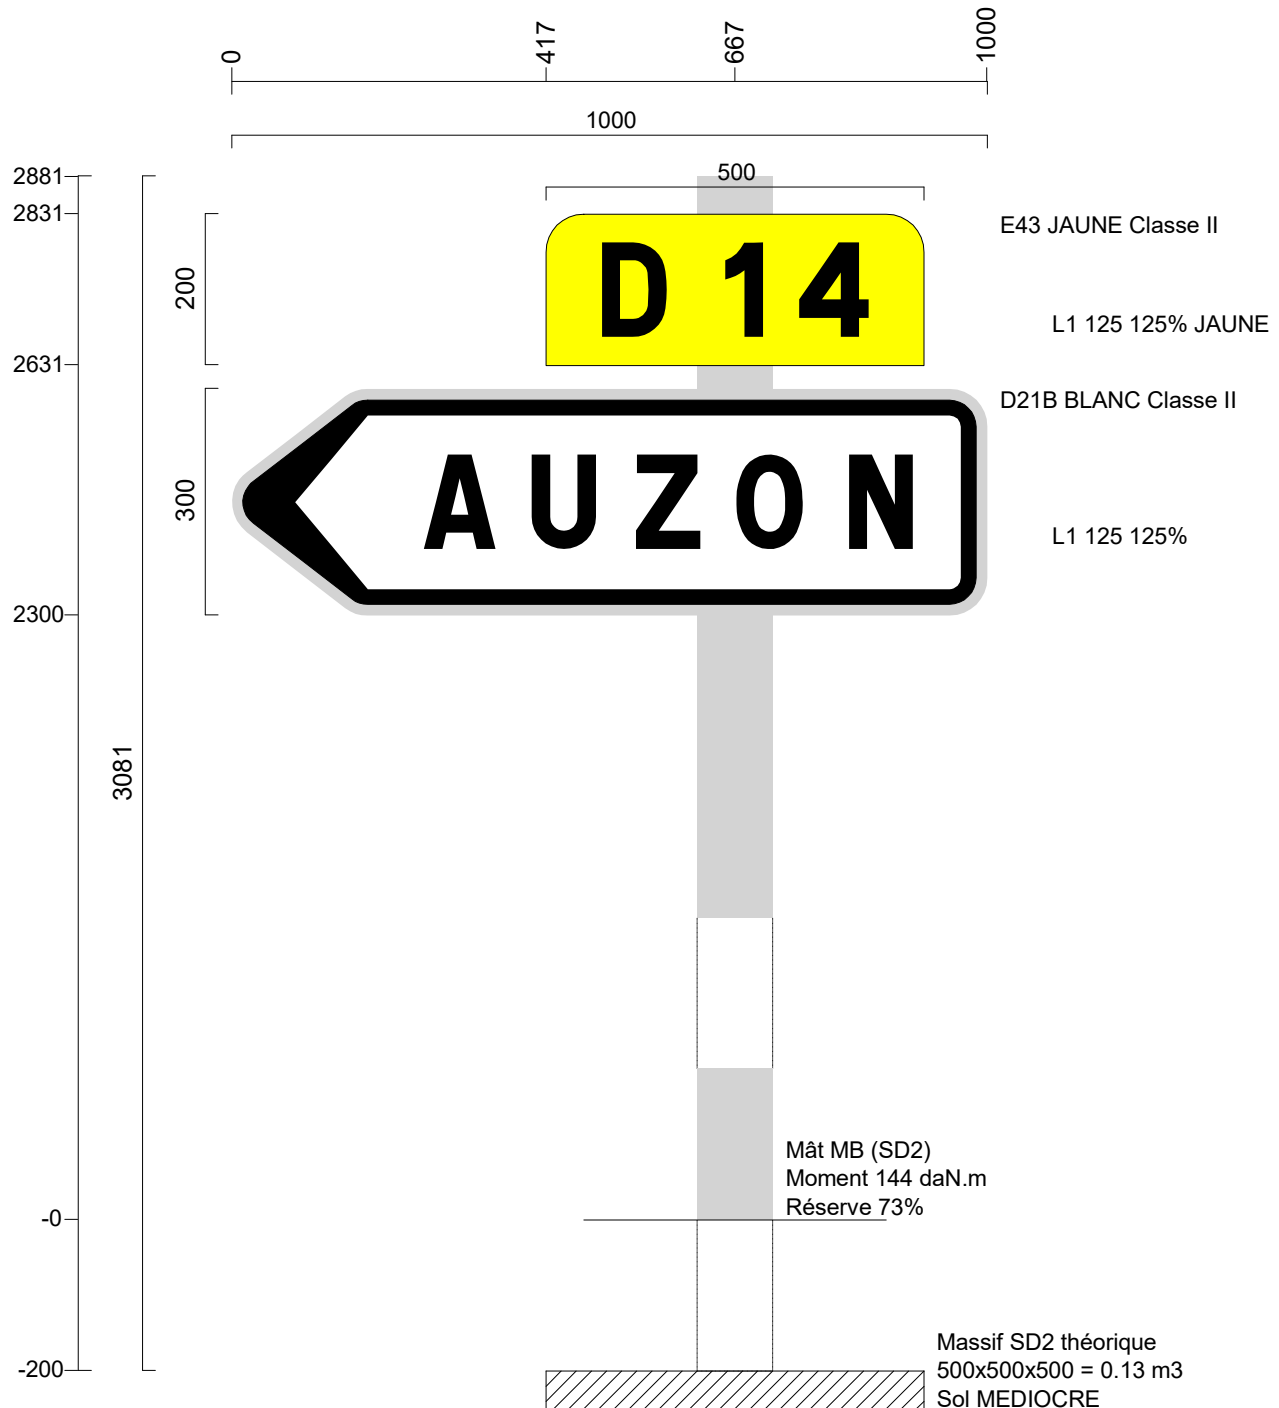 0
417
667
1000
1000
2881
500
2831
E43 JAUNE Classe II
D 14
200
L1 125 125% JAUNE
2631
D21B BLANC Classe II
AUZON
300
L1 125 125%
2300
3081
Mât MB (SD2)
Moment 144 daN.m
Réserve 73%
-0
Massif SD2 théorique
-200
500x500x500 = 0.13 m3
Sol MEDIOCRE